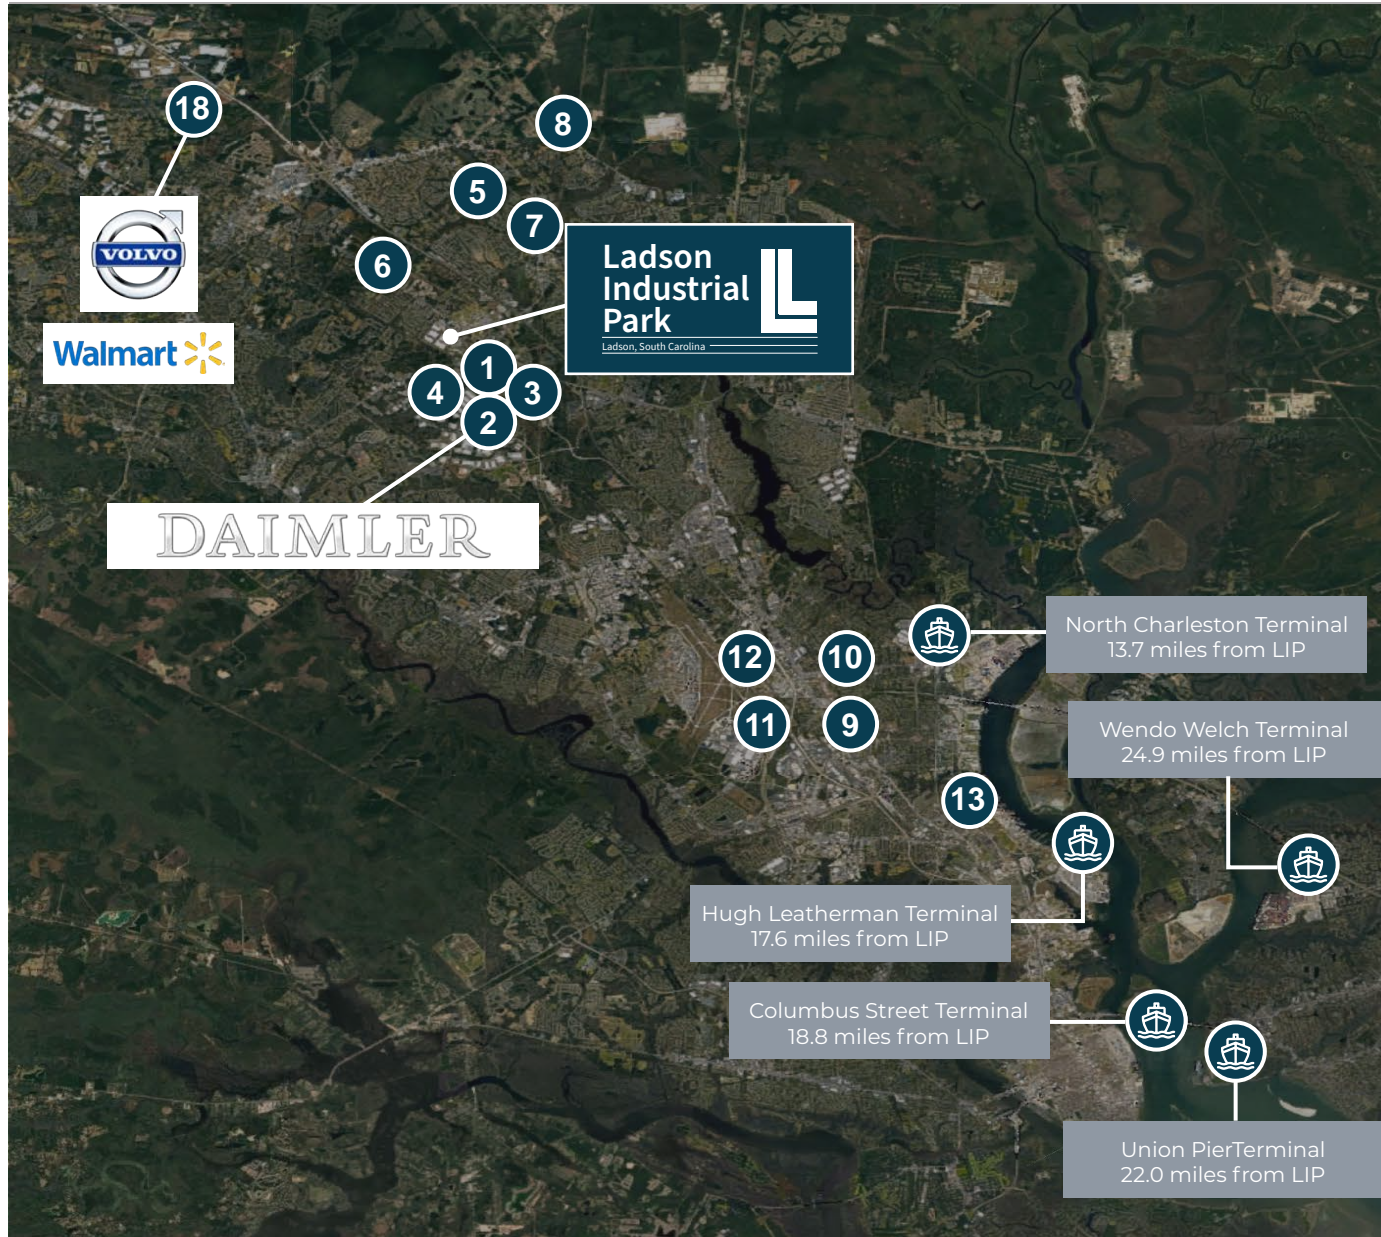 18
8
5
7
6
VOLVO
Walmart
Ladson
Industrial
Park
Ladson, South Carolina
1
4
3
2
DAIMLER
North Charleston Terminal
13.7 miles from LIP
12
10
11
9
Wendo Welch Terminal
24.9 miles from LIP
13
Hugh Leatherman Terminal
17.6 miles from LIP
Columbus Street Terminal
18.8 miles from LIP
Union PierTerminal
22.0 miles from LIP